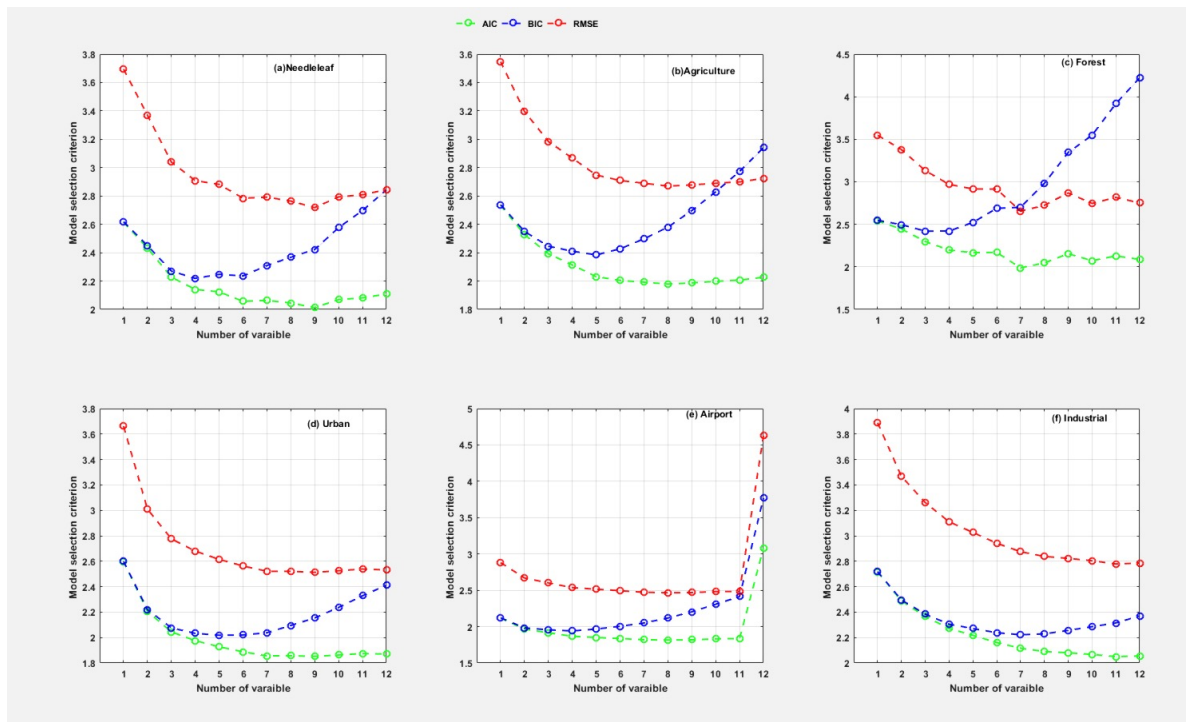 AIC BIC RMSE
(a)Needleleaf
Model selection criterion
3.8
3.6
3.4
3.2
3
2.8
2.6
2.4
2.2
2
1 2 3 4 5 6 7 8 9 10 11 12
Number of varaible
(b)Agriculture
Model selection criterion
3.6
3.4
3.2
3
2.8
2.6
2.4
2.2
2
1.8
1 2 3 4 5 6 7 8 9 10 11 12
Number of varaible
(c) Forest
Model selection criterion
4.5
4
3.5
3
2.5
2
1.5
1 2 3 4 5 6 7 8 9 10 11 12
Number of varaible
(d) Urban
Model selection criterion
3.8
3.6
3.4
3.2
3
2.8
2.6
2.4
2.2
2
1.8
1 2 3 4 5 6 7 8 9 10 11 12
Number of varaible
(e) Airport
Model selection criterion
5
4.5
4
3.5
3
2.5
2
1.5
1 2 3 4 5 6 7 8 9 10 11 12
Number of varaible
(f) Industrial
Model selection criterion
4
3.8
3.6
3.4
3.2
3
2.8
2.6
2.4
2.2
2
1 2 3 4 5 6 7 8 9 10 11 12
Number of varaible